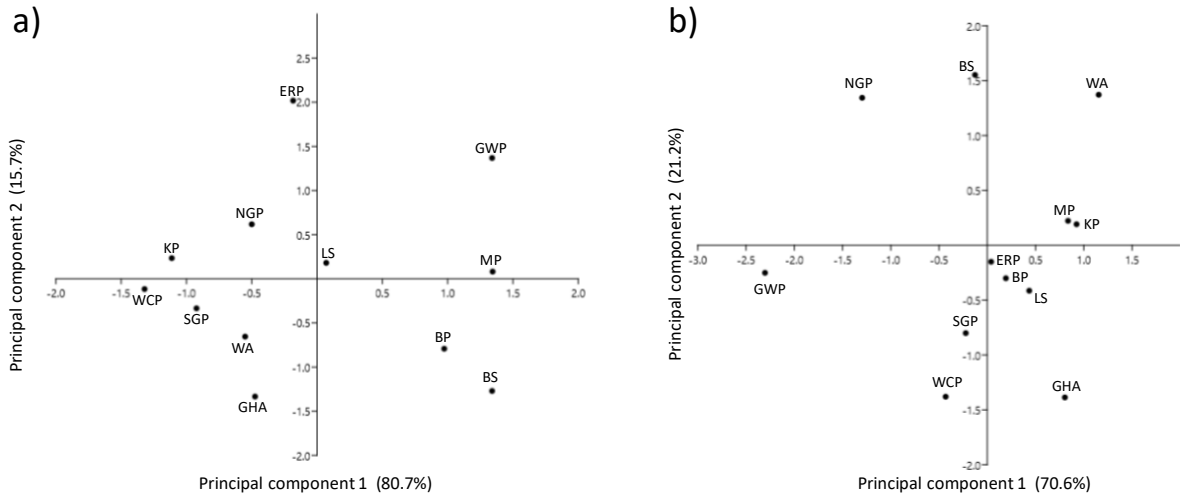 a)
2.5
ERP
2.0
1.5
GWP
1.0
NGP
0.5
KP
LS
MP
-2.0 -1.5 -1.0 -0.5 0.5 1.0 1.5 2.0
WCP
SGP
-0.5
WA
BP
-1.0
BS
GHA
-1.5
-2.0
Principal component 2 (15.7%)
Principal component 1 (80.7%)
b)
2.0
BS
1.5
NGP
WA
1.0
0.5
MP
KP
-3.0 -2.5 -2.0 -1.5 -1.0 -0.5 0.5 1.0 1.5
ERP
GWP
BP
-0.5
LS
SGP
-1.0
WCP
GHA
-1.5
-2.0
Principal component 2 (21.2%)
Principal component 1 (70.6%)